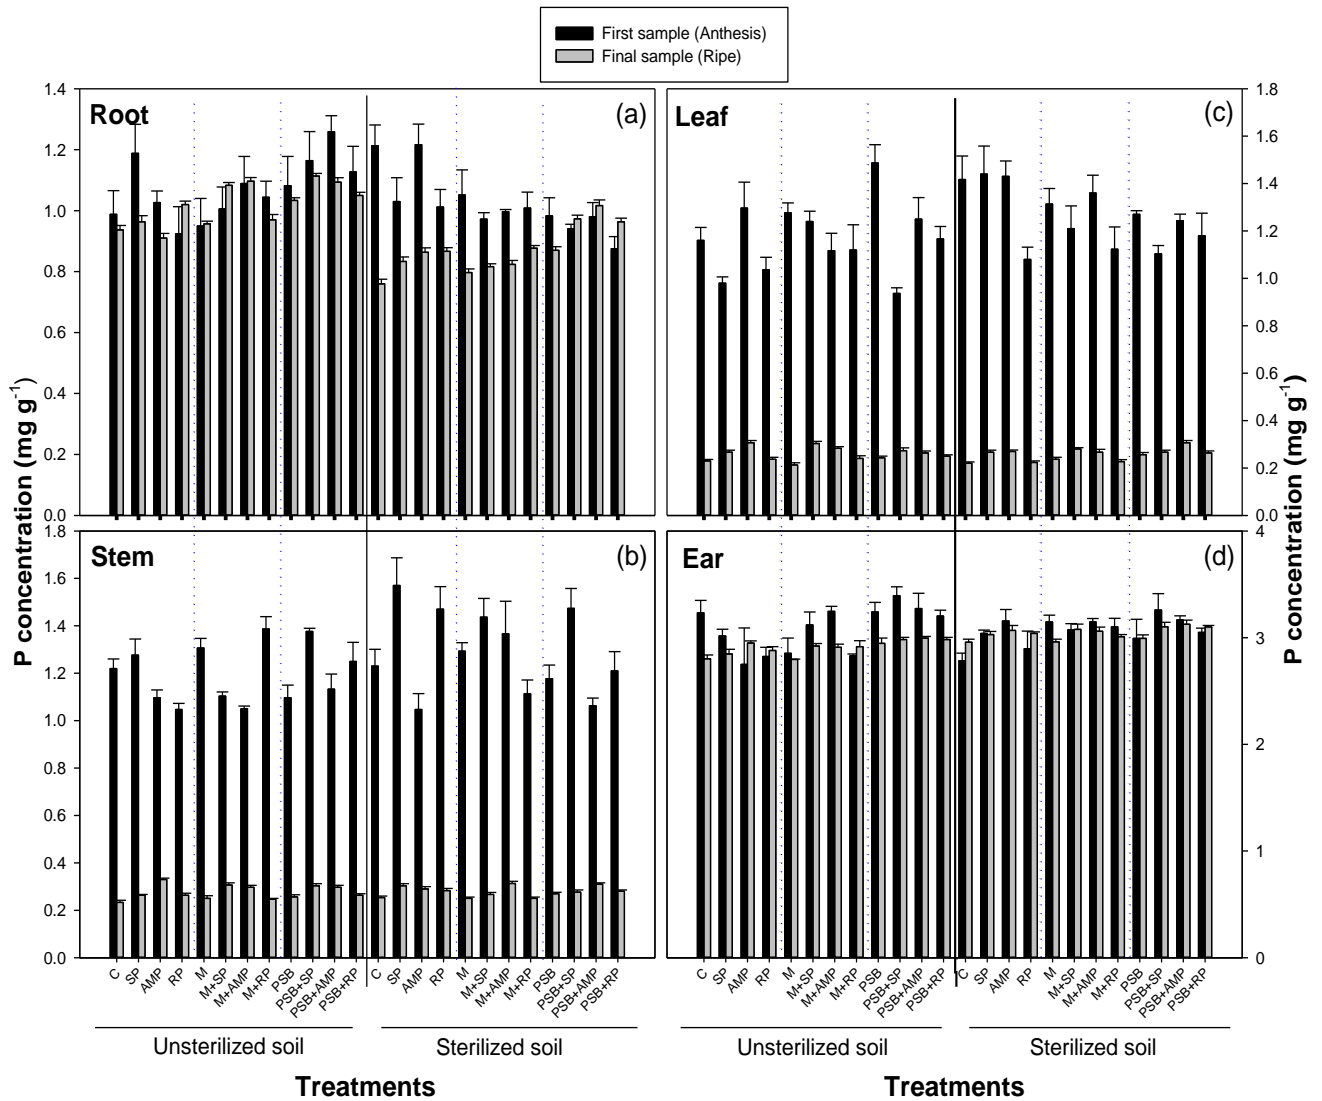 First sample (Anthesis)
Final sample (Ripe)
Root
(a)
1.4
1.2
1.0
0.8
0.6
0.4
0.2
0.0
Leaf
(c)
1.8
1.6
1.4
1.2
1.0
0.8
0.6
0.4
0.2
0.0
P concentration (mg g-1)
P concentration (mg g-1)
Stem
(b)
1.8
1.6
1.4
1.2
1.0
0.8
0.6
0.4
0.2
0.0
Ear
(d)
4
3
2
1
0
C SP AMP RP M M+SP M+AMP M+RP PSB PSB+SP PSB+AMP PSB+RP C SP AMP RP M M+SP M+AMP M+RP PSB PSB+SP PSB+AMP PSB+RP
C SP AMP RP M M+SP M+AMP M+RP PSB PSB+SP PSB+AMP PSB+RP C SP AMP RP M M+SP M+AMP M+RP PSB PSB+SP PSB+AMP PSB+RP
Unsterilized soil
Sterilized soil
Unsterilized soil
Sterilized soil
Treatments
Treatments